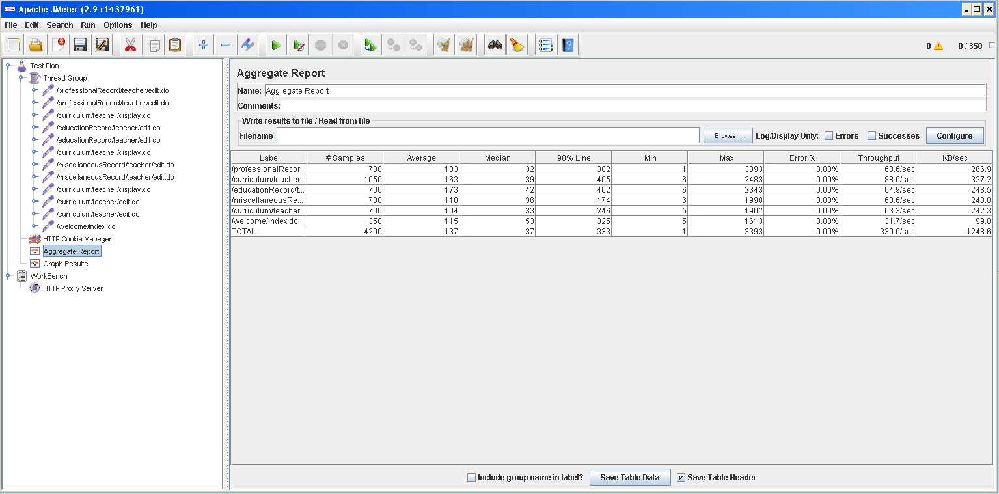 Apache JMeter (2.9 r1437961)
File Edit Search Run Options Help
0 0 / 350
Test Plan
Thread Group
/professionalRecord/teacher/edit.do
/professionalRecord/teacher/edit.do
/curriculum/teacher/display.do
/educationRecord/teacher/edit.do
/educationRecord/teacher/edit.do
/curriculum/teacher/display.do
/miscellaneousRecord/teacher/edit.do
/miscellaneousRecord/teacher/edit.do
/curriculum/teacher/display.do
/curriculum/teacher/edit.do
/curriculum/teacher/edit.do
/welcome/index.do
HTTP Cookie Manager
Aggregate Report
Graph Results
WorkBench
HTTP Proxy Server
Aggregate Report
Name: Aggregate Report
Comments:
Write results to file / Read from file
Filename Browse... Log/Display Only: Errors Successes Configure
Label # Samples Average Median 90% Line Min Max Error % Throughput KB/sec
/professionalRecor... 700 133 32 382 1 3393 0.00% 68.6/sec 266.9
/curriculum/teacher... 1050 163 39 405 6 2483 0.00% 88.0/sec 337.2
/educationRecord/t... 700 173 42 402 6 2343 0.00% 64.9/sec 248.5
/miscellaneousRe... 700 110 36 174 6 1998 0.00% 63.6/sec 243.8
/curriculum/teacher... 700 104 33 246 5 1902 0.00% 63.3/sec 242.3
/welcome/index.do 350 115 53 325 5 1613 0.00% 31.7/sec 99.8
TOTAL 4200 137 37 333 1 3393 0.00% 330.0/sec 1248.6
Include group name in label? Save Table Data Save Table Header